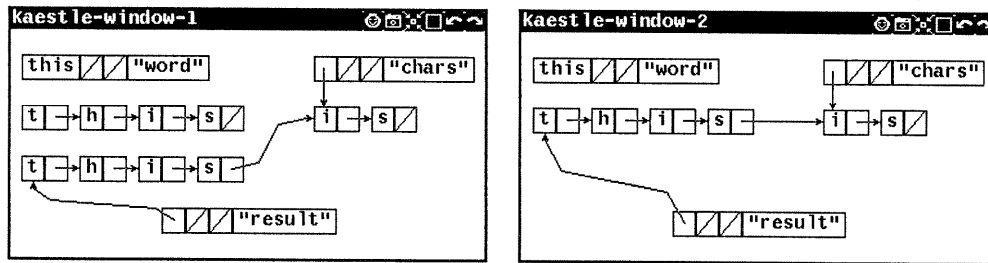 kaestle-window-1
this "word" "chars"
t h i s i s
t h i s
"result"
kaestle-window-2
this "word" "chars"
t h i s i s
"result"